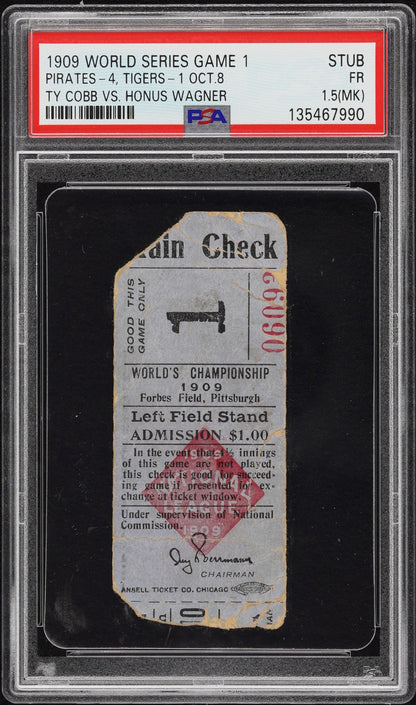 1909 WORLD SERIES GAME 1 STUB
PIRATES-4, TIGERS-1 OCT.8 FR
TY COBB VS. HONUS WAGNER 1.5(MK)
PSA 135467990
ain Check
GOOD THIS
GAME ONLY
1
26090
WORLD'S CHAMPIONSHIP
1909
Forbes Field, Pittsburgh
Left Field Stand
ADMISSION $1.00
In the event that 4½ innings
of this game are not played,
this check is good for succeed-
ing game if presented for ex-
change at ticket window.
Under supervision of National
Commission.
1909
CHAIRMAN
ANSELL TICKET CO. CHICAGO
10